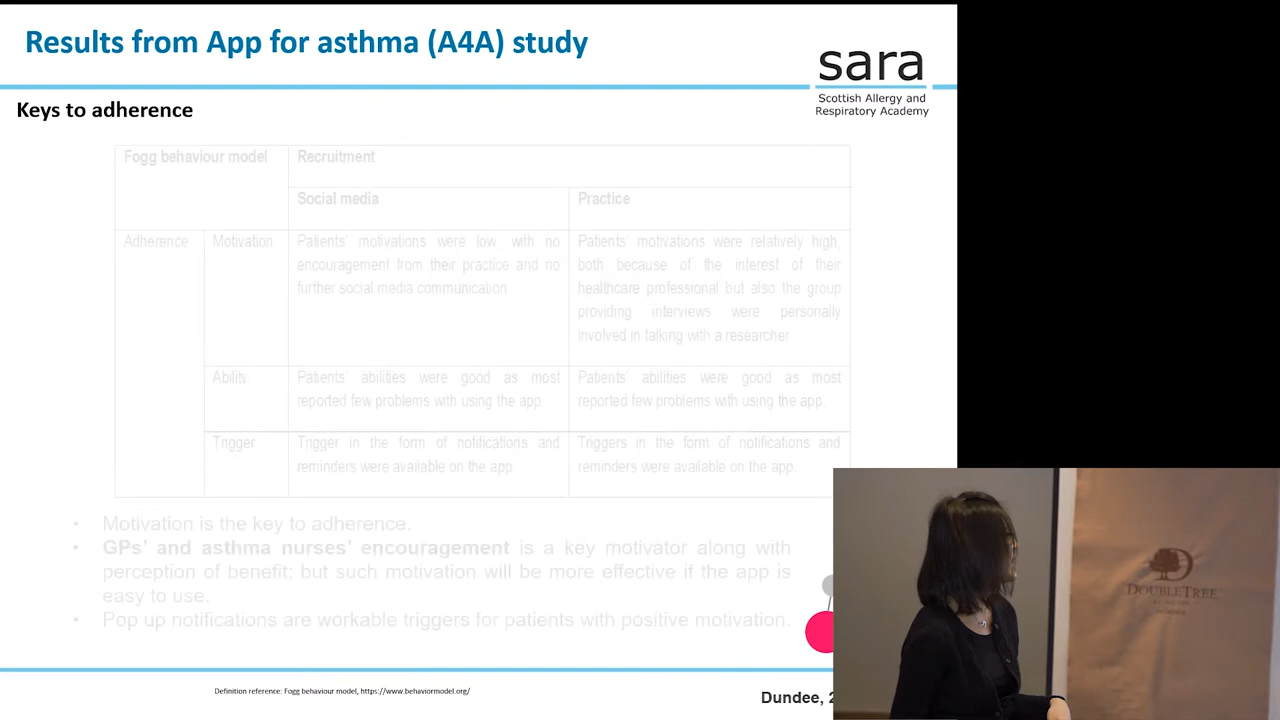 Results from App for asthma (A4A) study
sara
Scottish Allergy and
Respiratory Academy
Keys to adherence
Fogg behaviour model
Recruitment
Social media
Practice
Adherence
Motivation
Patients' motivations were low with no
encouragement from their practice and no
further social media communication
Patients' motivations were relatively high,
both because of the interest of their
healthcare professional but also the group
providing interviews were personally
involved in talking with a researcher
Ability
Patients' abilities were good as most
reported few problems with using the app.
Patients' abilities were good as most
reported few problems with using the app.
Trigger
Trigger in the form of notifications and
reminders were available on the app
Triggers in the form of notifications and
reminders were available on the app.
• Motivation is the key to adherence.
• GPs' and asthma nurses' encouragement is a key motivator along with
perception of benefit; but such motivation will be more effective if the app is
easy to use.
• Pop up notifications are workable triggers for patients with positive motivation.
DOUBLETREE
Definition reference: Fogg behaviour model, https://www.behaviormodel.org/
Dundee, 2